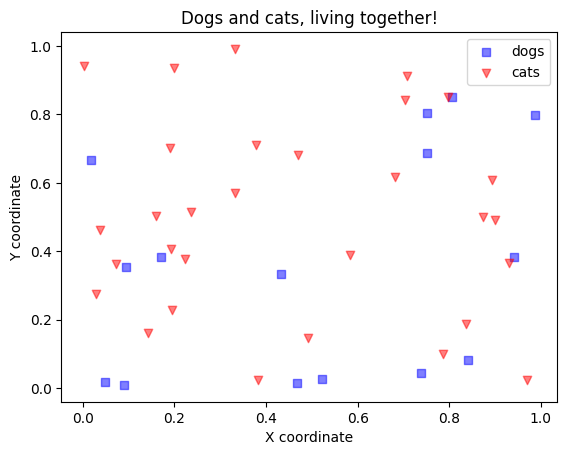 Dogs and cats, living together!
dogs
cats
1.0
0.8
0.6
0.4
0.2
0.0
Y coordinate
0.0 0.2 0.4 0.6 0.8 1.0
X coordinate